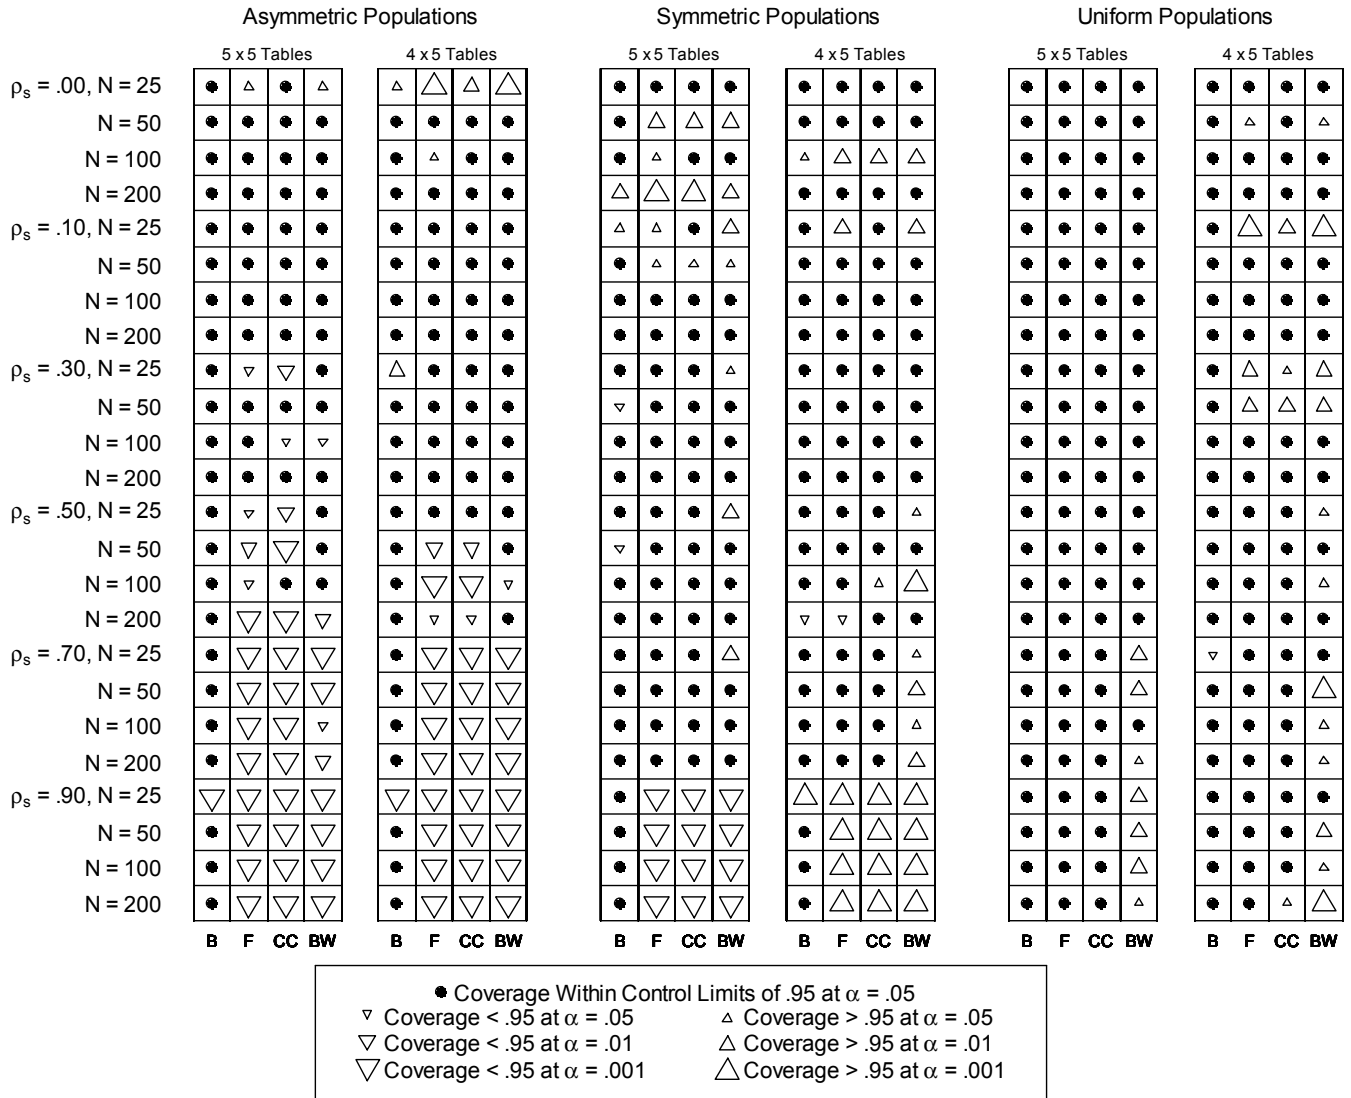 Asymmetric Populations Symmetric Populations Uniform Populations
5 x 5 Tables 4 x 5 Tables 5 x 5 Tables 4 x 5 Tables 5 x 5 Tables 4 x 5 Tables
ρs = .00, N = 25
N = 50
N = 100
N = 200
ρs = .10, N = 25
N = 50
N = 100
N = 200
ρs = .30, N = 25
N = 50
N = 100
N = 200
ρs = .50, N = 25
N = 50
N = 100
N = 200
ρs = .70, N = 25
N = 50
N = 100
N = 200
ρs = .90, N = 25
N = 50
N = 100
N = 200
B F CC BW B F CC BW B F CC BW B F CC BW B F CC BW B F CC BW
Coverage Within Control Limits of .95 at α = .05
Coverage < .95 at α = .05 Coverage > .95 at α = .05
Coverage < .95 at α = .01 Coverage > .95 at α = .01
Coverage < .95 at α = .001 Coverage > .95 at α = .001